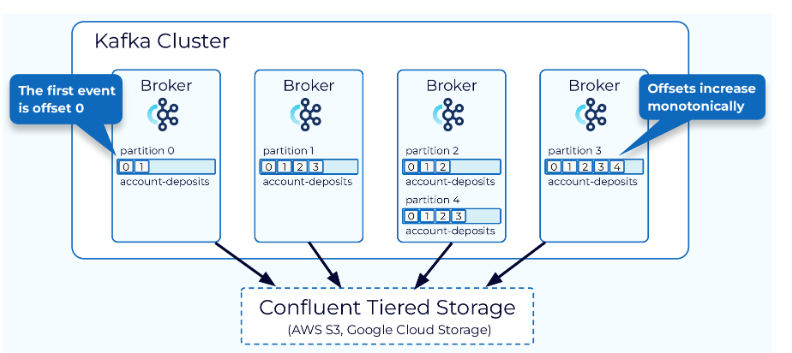 Kafka Cluster
The first event
is offset 0
Offsets increase
monotonically
Broker
partition 0
0 1
account-deposits
Broker
partition 1
0 1 2 3
account-deposits
Broker
partition 2
0 1 2
account-deposits
partition 4
0 1 2 3
account-deposits
Broker
partition 3
0 1 2 3 4
account-deposits
Confluent Tiered Storage
(AWS S3, Google Cloud Storage)